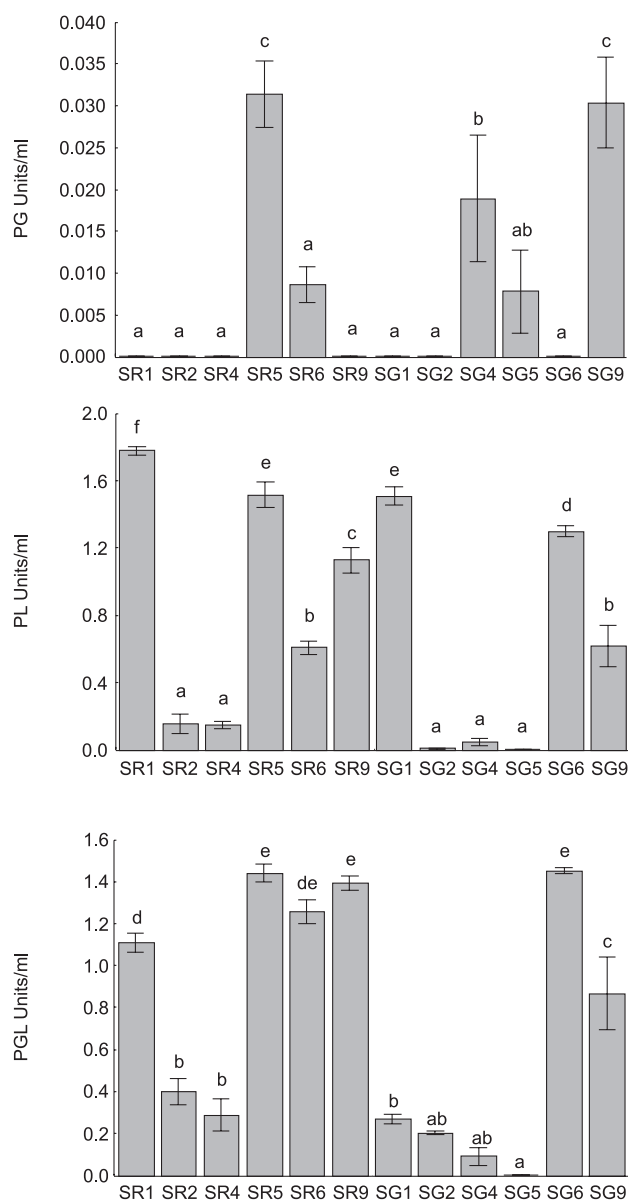 0.040
c
c
0.035
0.030
0.025
b
0.020
PG Units/ml
0.015
a
ab
0.010
0.005
a a a a a a a
0.000
SR1 SR2 SR4 SR5 SR6 SR9 SG1 SG2 SG4 SG5 SG6 SG9
2.0
f
e e
1.6
d
c
1.2
PL Units/ml
0.8
b b
0.4
a a
a a a
0.0
SR1 SR2 SR4 SR5 SR6 SR9 SG1 SG2 SG4 SG5 SG6 SG9
1.6
e e e
1.4
de
1.2
d
c
1.0
0.8
PGL Units/ml
0.6
b
b
0.4
b
ab
0.2
ab
a
0.0
SR1 SR2 SR4 SR5 SR6 SR9 SG1 SG2 SG4 SG5 SG6 SG9